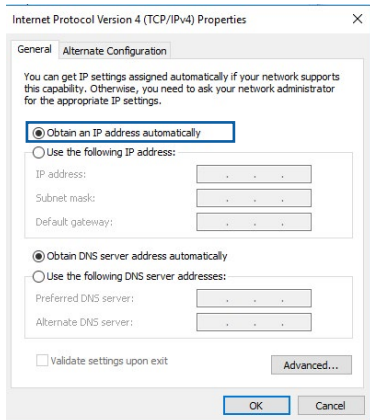 Internet Protocol Version 4 (TCP/IPv4) Properties
General
Alternate Configuration
You can get IP settings assigned automatically if your network supports
this capability. Otherwise, you need to ask your network administrator
for the appropriate IP settings.
Obtain an IP address automatically
Use the following IP address:
IP address:
Subnet mask:
Default gateway:
Obtain DNS server address automatically
Use the following DNS server addresses:
Preferred DNS server:
Alternate DNS server:
Validate settings upon exit
Advanced...
OK
Cancel